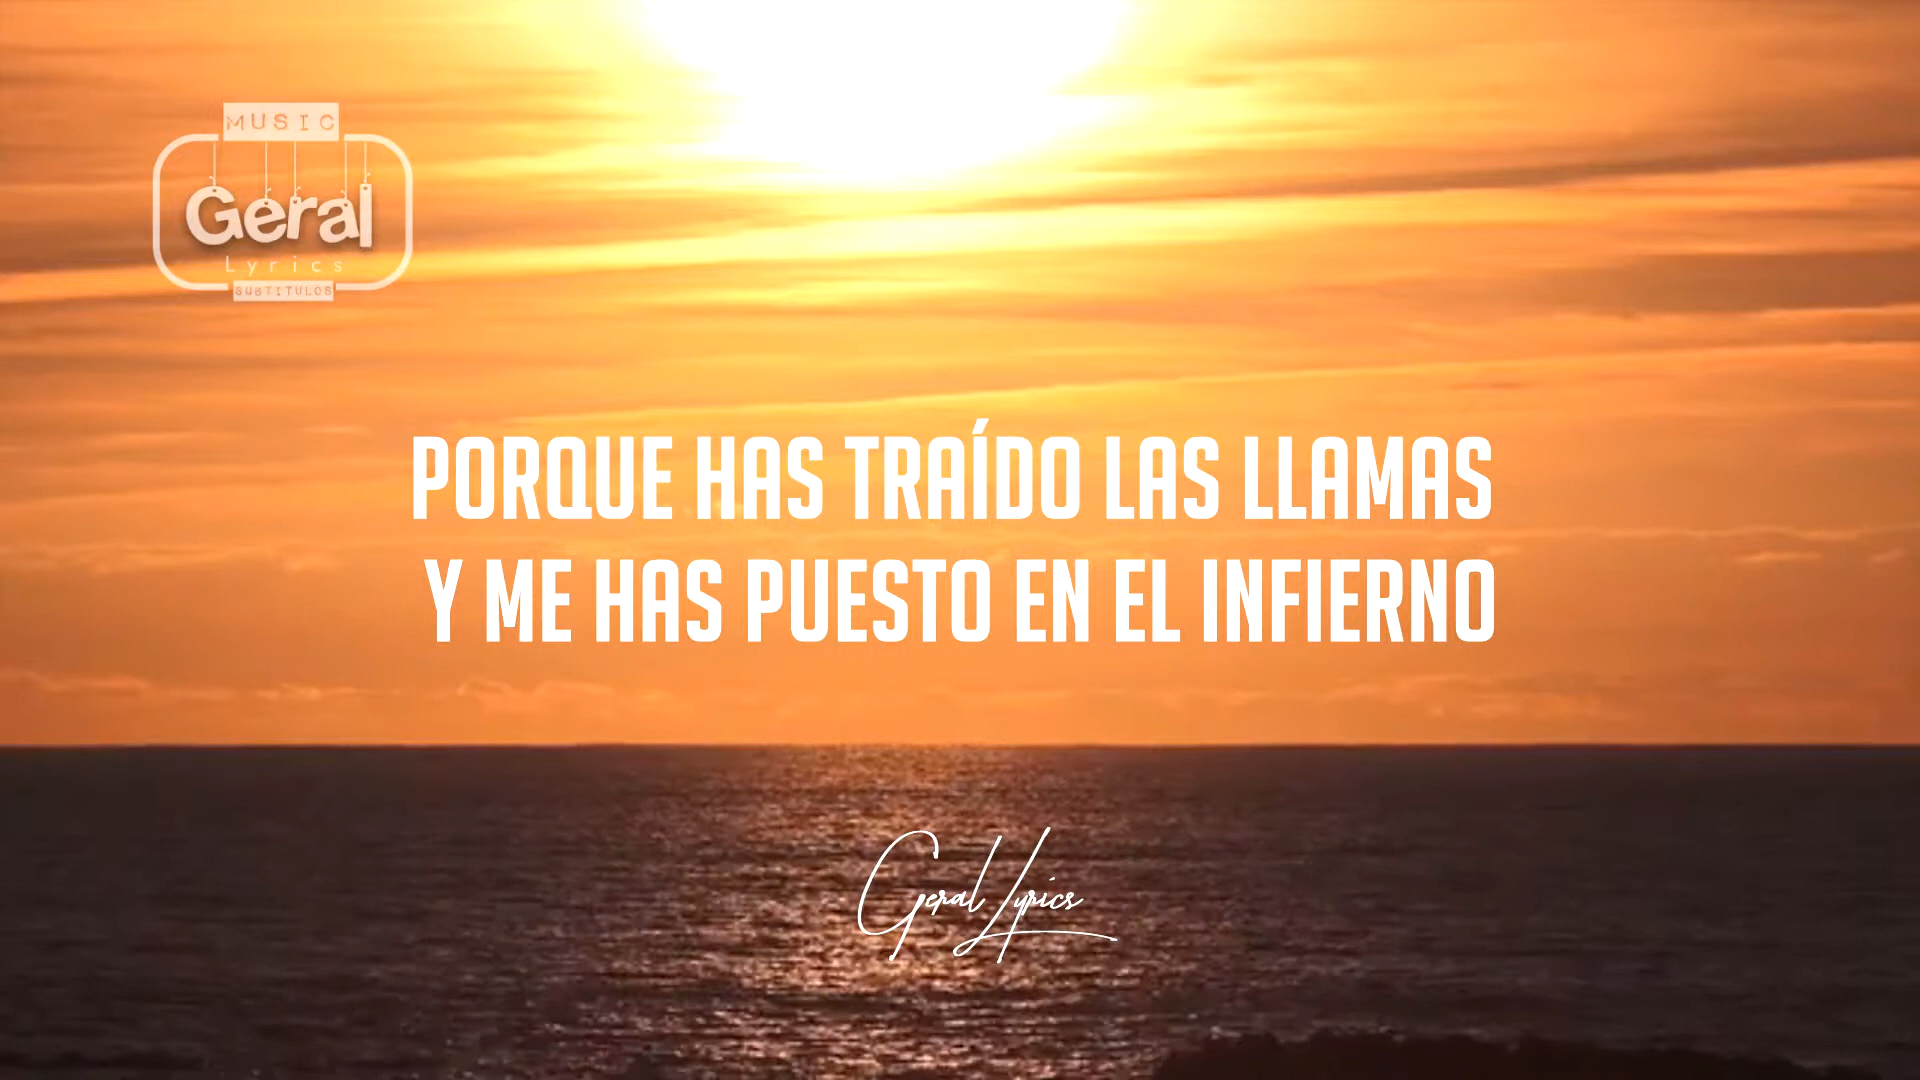 MUSIC
Geral
Lyrics
SUBTITULOS
PORQUE HAS TRAÍDO LAS LLAMAS
Y ME HAS PUESTO EN EL INFIERNO
Geral Lyrics